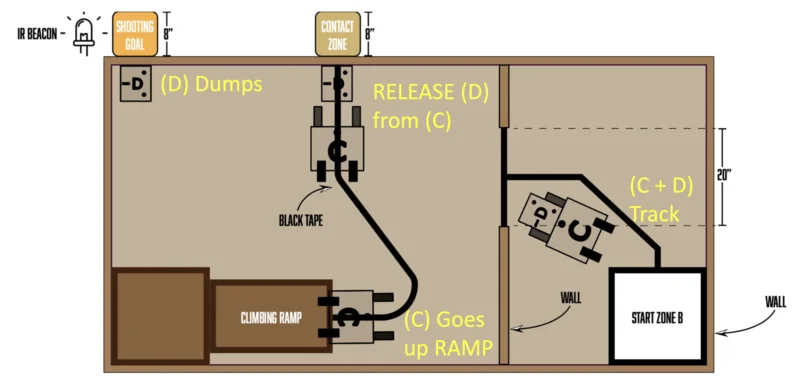 IR BEACON
SHOOTING
GOAL
8"
CONTACT
ZONE
8"
-D
(D) Dumps
-D
RELEASE (D)
from (C)
C
20"
(C + D)
Track
-D
C
BLACK TAPE
CLIMBING RAMP
D
(C) Goes
up RAMP
WALL
START ZONE B
WALL